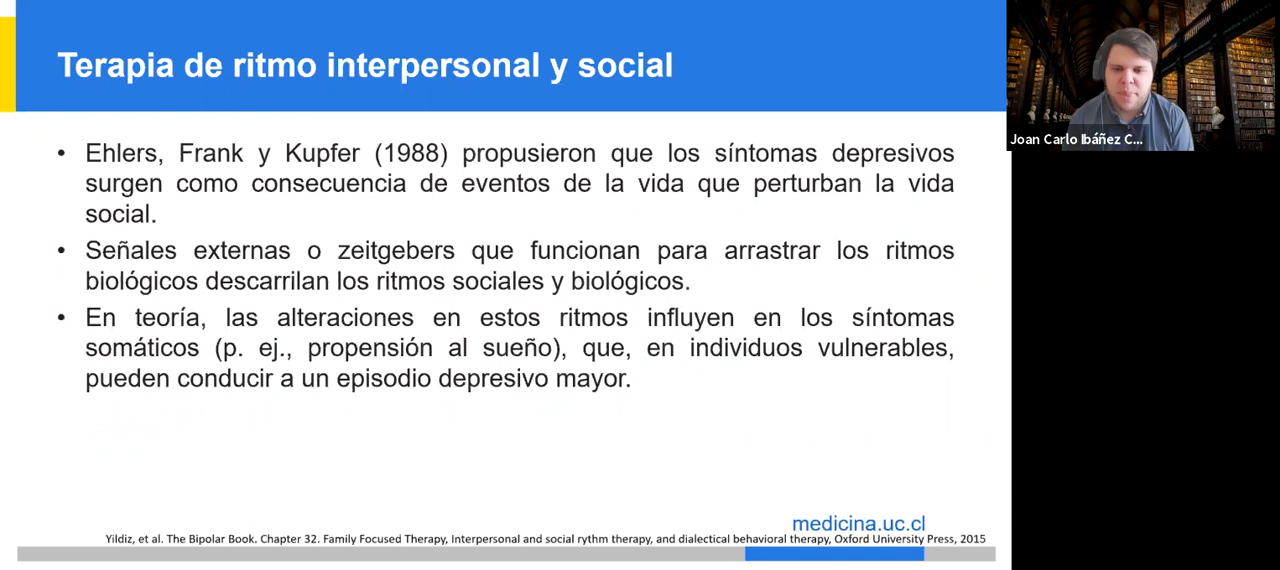 Terapia de ritmo interpersonal y social
• Ehlers, Frank y Kupfer (1988) propusieron que los síntomas depresivos
surgen como consecuencia de eventos de la vida que perturban la vida
social.
• Señales externas o zeitgebers que funcionan para arrastrar los ritmos
biológicos descarrilan los ritmos sociales y biológicos.
• En teoría, las alteraciones en estos ritmos influyen en los síntomas
somáticos (p. ej., propensión al sueño), que, en individuos vulnerables,
pueden conducir a un episodio depresivo mayor.
medicina.uc.cl
Yildiz, et al. The Bipolar Book. Chapter 32. Family Focused Therapy, Interpersonal and social rythm therapy, and dialectical behavioral therapy, Oxford University Press, 2015
Joan Carlo Ibáñez C...